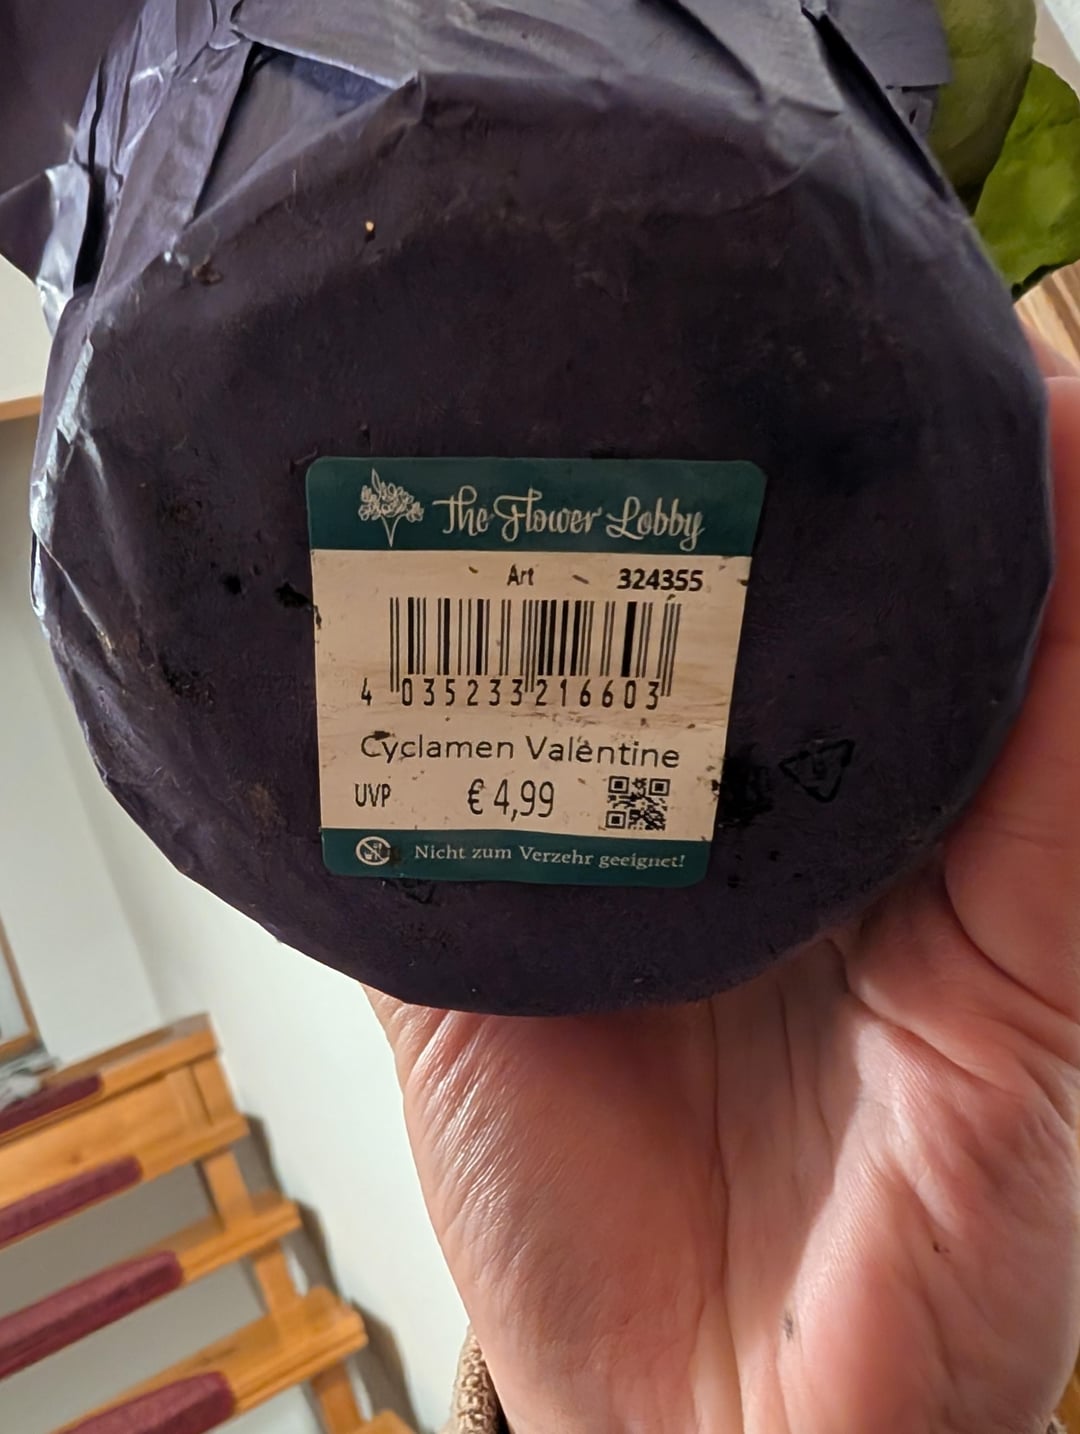 The Flower Lobby
Art 324355
4 035233 216603
Cyclamen Valentine
UVP € 4,99
Nicht zum Verzehr geeignet!